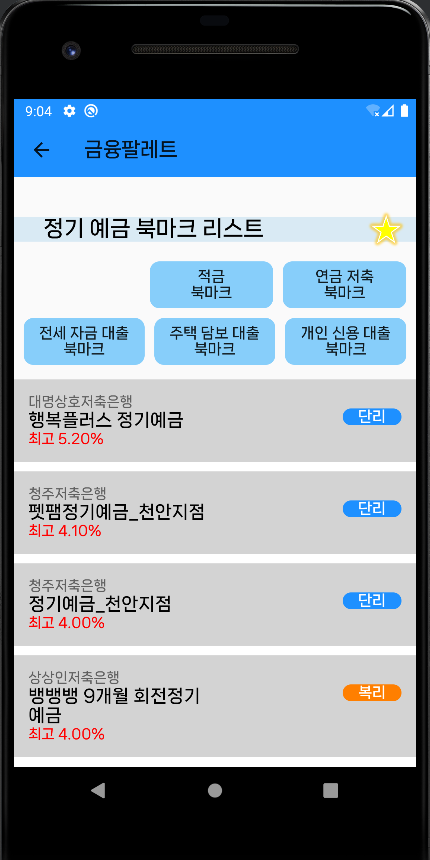 9:04
금융팔레트
정기 예금 북마크 리스트
적금
북마크
연금 저축
북마크
전세 자금 대출
북마크
주택 담보 대출
북마크
개인 신용 대출
북마크
대명상호저축은행
행복플러스 정기예금
최고 5.20%
단리
청주저축은행
펫팸정기예금_천안지점
최고 4.10%
단리
청주저축은행
정기예금_천안지점
최고 4.00%
단리
상상인저축은행
뱅뱅뱅 9개월 회전정기
예금
최고 4.00%
복리